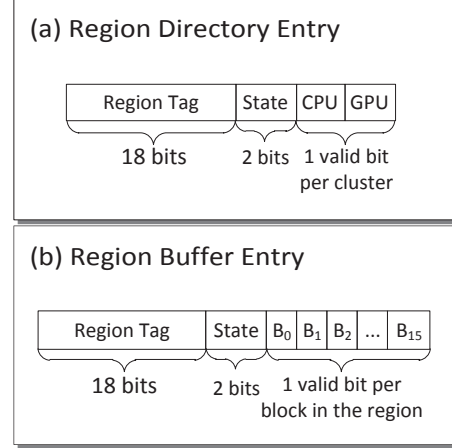 (a) Region Directory Entry
Region Tag State CPU GPU
18 bits 2 bits 1 valid bit
per cluster
(b) Region Buffer Entry
Region Tag State B0 B1 B2 ... B15
18 bits 2 bits 1 valid bit per
block in the region